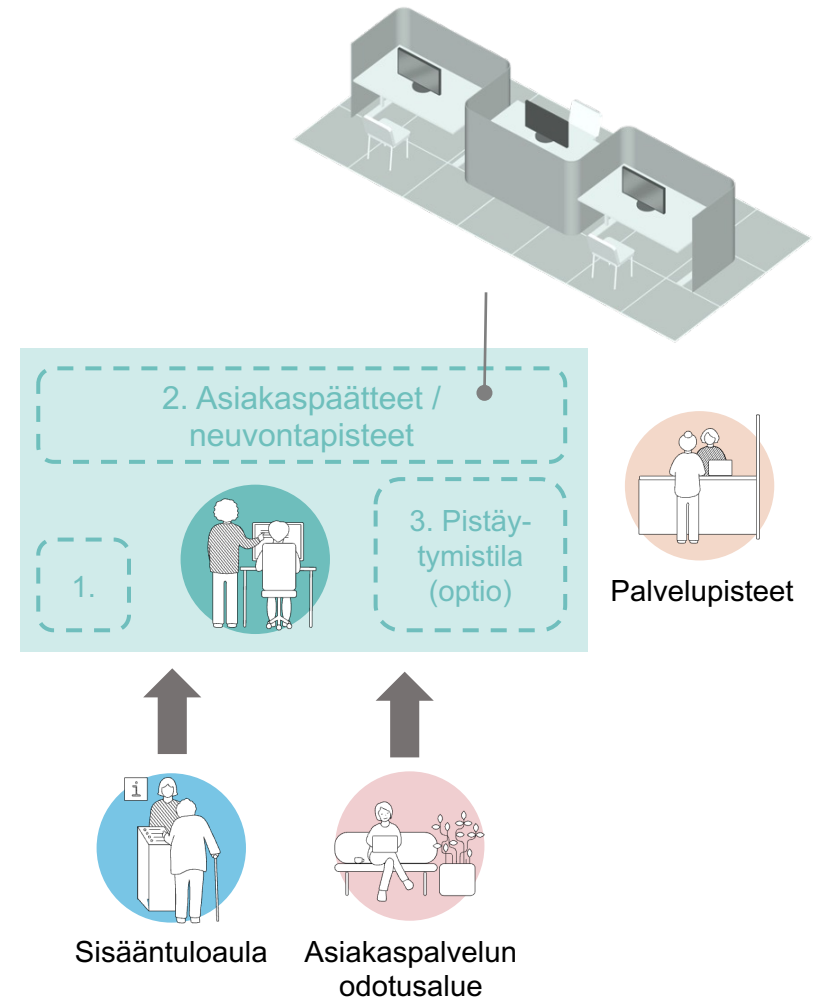 2. Asiakaspäätteet /
neuvontapisteet
3. Pistäy-
tymistila
(optio)
1.
Palvelupisteet
i
Sisääntuloaula
Asiakaspalvelun
odotusalue